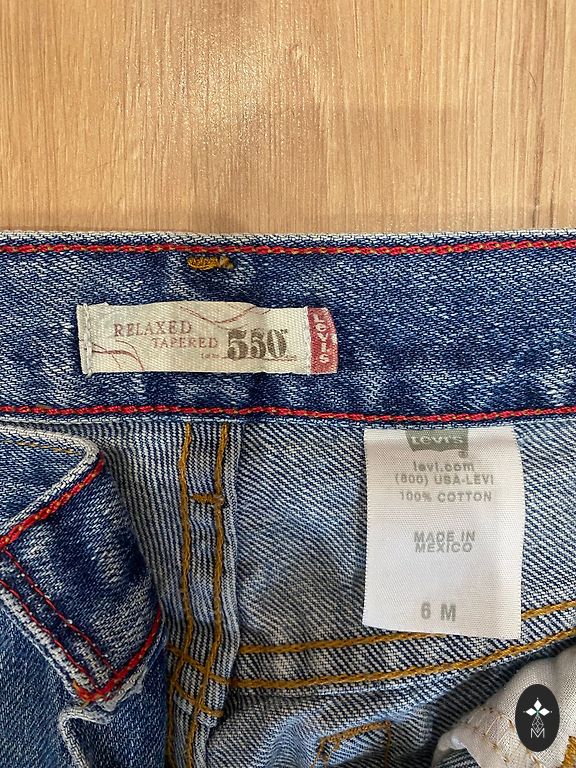 RELAXED
TAPERED
550
Levi's
Levi's
levi.com
(800) USA-LEVI
100% COTTON
MADE IN
MEXICO
6 M